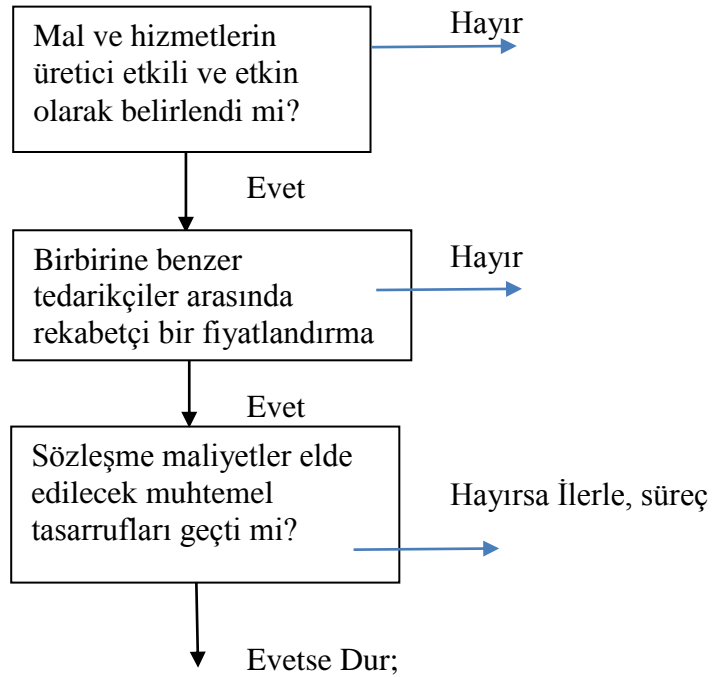 Mal ve hizmetlerin
üretici etkili ve etkin
olarak belirlendi mi?
Hayır
Evet
Birbirine benzer
tedarikçiler arasında
rekabetçi bir fiyatlandırma
Hayır
Evet
Sözleşme maliyetler elde
edilecek muhtemel
tasarrufları geçti mi?
Hayırsa İlerle, süreç
Evetse Dur;